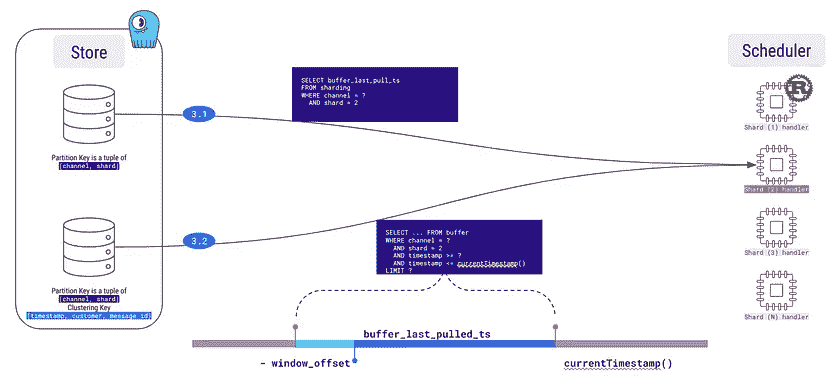 Store
Scheduler
SELECT buffer_last_pull_ts
FROM sharding
WHERE channel = ?
AND shard = 2
R
3.1
Shard (1) handler
Partition Key is a tuple of
(channel, shard)
Shard (2) handler
3.2
SELECT ... FROM buffer
WHERE channel = ?
AND shard = 2
AND timestamp >= ?
AND timestamp <= currentTimestamp()
LIMIT ?
Shard (3) handler
Partition Key is a tuple of
(channel, shard)
Clustering Key
(timestamp, customer, message_id)
Shard (N) handler
buffer_last_pulled_ts
- window_offset
currentTimestamp()